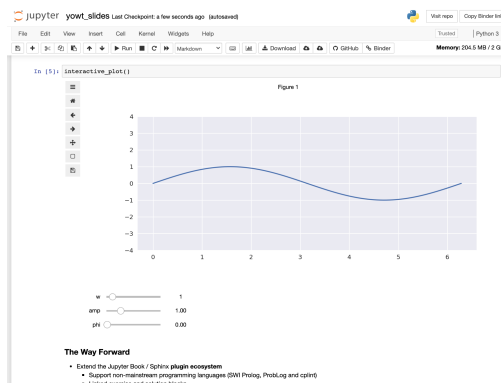 jupyter yowt_slides Last Checkpoint: a few seconds ago (autosaved)
Visit repo Copy Binder link
File Edit View Insert Cell Kernel Widgets Help
Trusted Python 3
Run Markdown Download GitHub Binder
Memory: 204.5 MB / 2 G
In [5]: interactive_plot()
Figure 1
4
3
2
1
0
−1
−2
−3
−4
0 1 2 3 4 5 6
w 1
amp 1.00
phi 0.00
The Way Forward
• Extend the Jupyter Book / Sphinx plugin ecosystem
▪ Support non-mainstream programming languages (SWI Prolog, ProbLog and cplint)